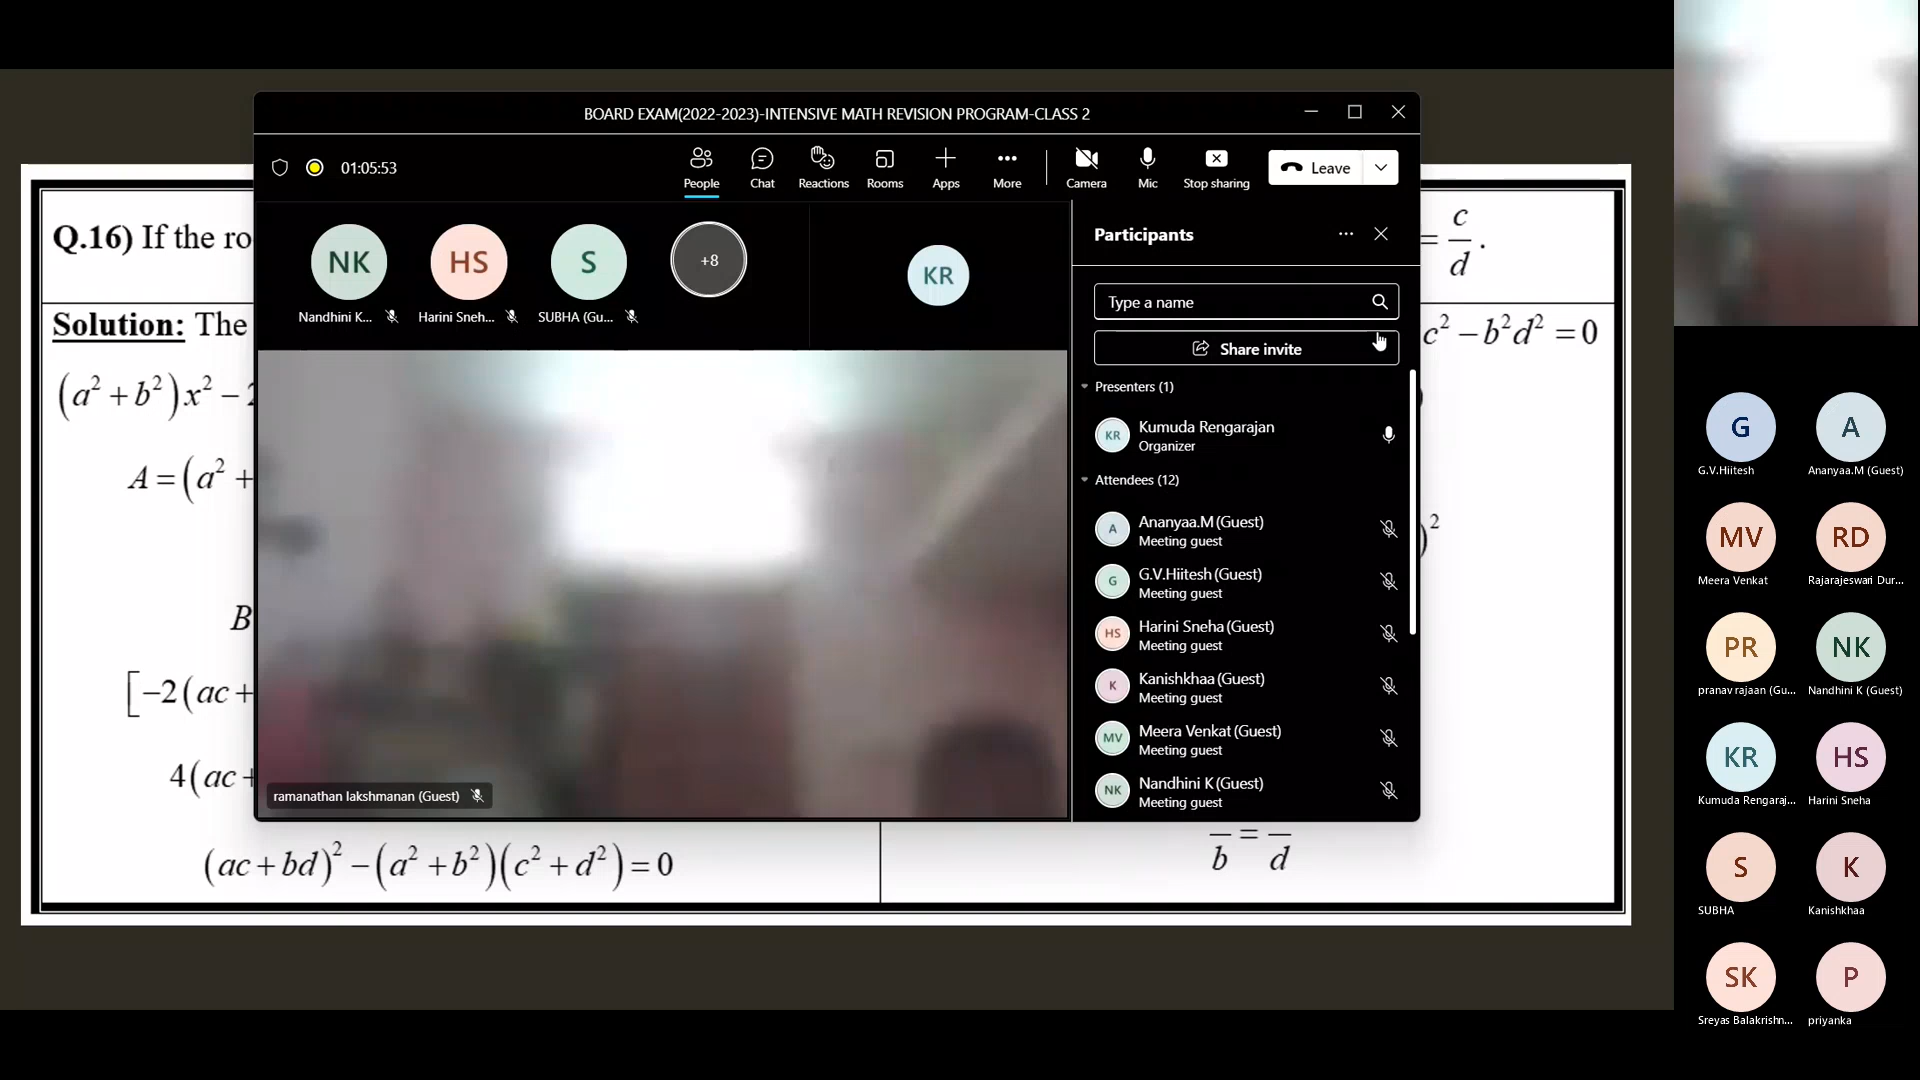 BOARD EXAM(2022-2023)-INTENSIVE MATH REVISION PROGRAM-CLASS 2
01:05:53
People
Chat
Reactions
Rooms
Apps
More
Camera
Mic
Stop sharing
Leave
NK
HS
S
+8
KR
Nandhini K...
Harini Sneh...
SUBHA (Gu...
ramanathan lakshmanan (Guest)
Participants
Type a name
Share invite
Presenters (1)
KR
Kumuda Rengarajan
Organizer
Attendees (12)
A
Ananyaa.M (Guest)
Meeting guest
G
G.V.Hiitesh (Guest)
Meeting guest
HS
Harini Sneha (Guest)
Meeting guest
K
Kanishkhaa (Guest)
Meeting guest
MV
Meera Venkat (Guest)
Meeting guest
NK
Nandhini K (Guest)
Meeting guest
Q.16) If the ro
= c/d .
Solution: The
c² − b²d² = 0
(a² + b²)x² − 2
A = (a² +
)²
B
[−2(ac +
4(ac +
b = d
(ac + bd)² − (a² + b²)(c² + d²) = 0
G A
G.V.Hiitesh Ananyaa.M (Guest)
MV RD
Meera Venkat Rajarajeswari Dur...
PR NK
pranav rajaan (Gu... Nandhini K (Guest)
KR HS
Kumuda Rengaraj... Harini Sneha
S K
SUBHA Kanishkhaa
SK P
Sreyas Balakrishn... priyanka